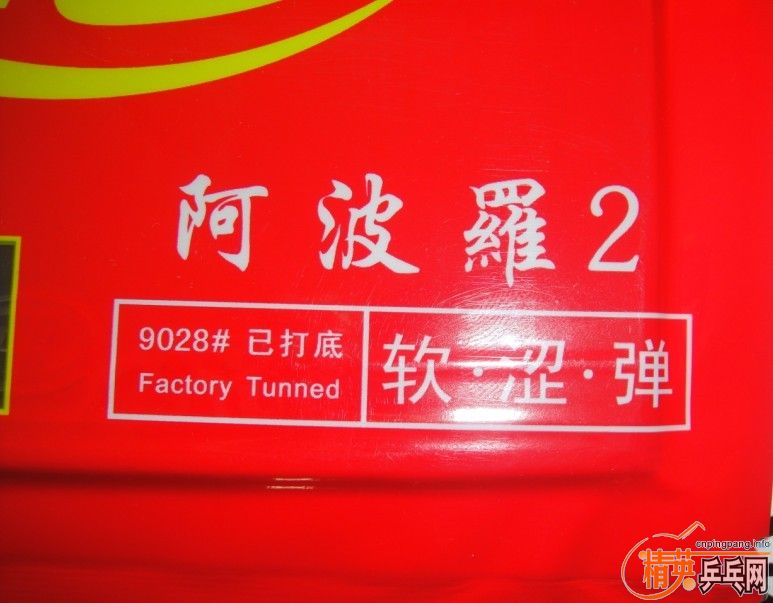 阿波羅2
9028# 已打底
Factory Tunned
软·涩·弹
cnpingpang.info
精英乒乓网